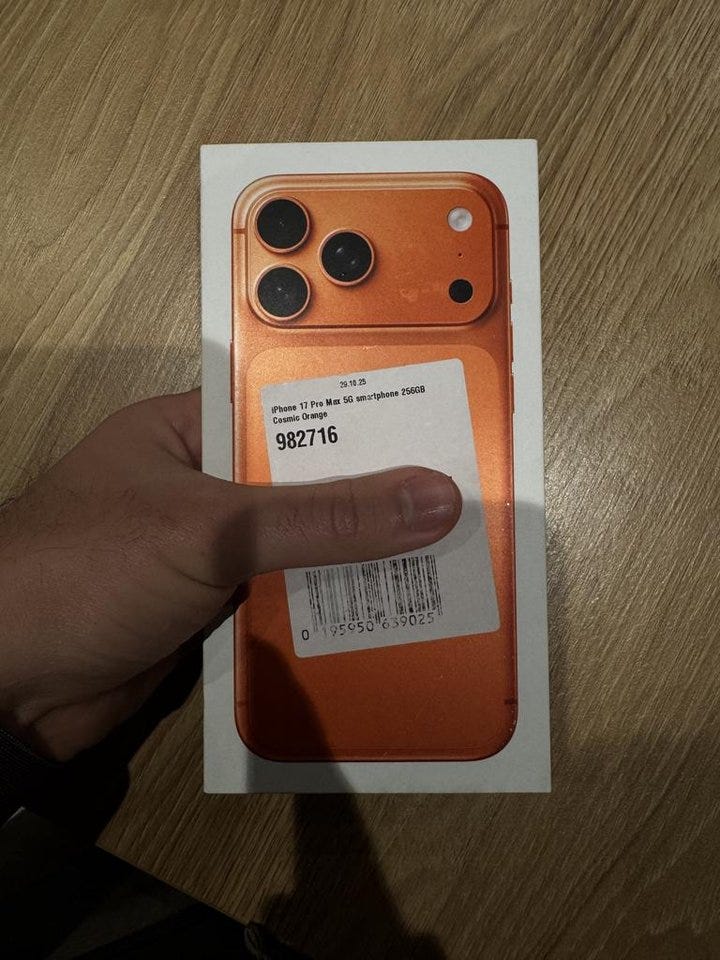 29.10.25
iPhone 17 Pro Max 5G smartphone 256GB
Cosmic Orange
982716
0 195950 639025